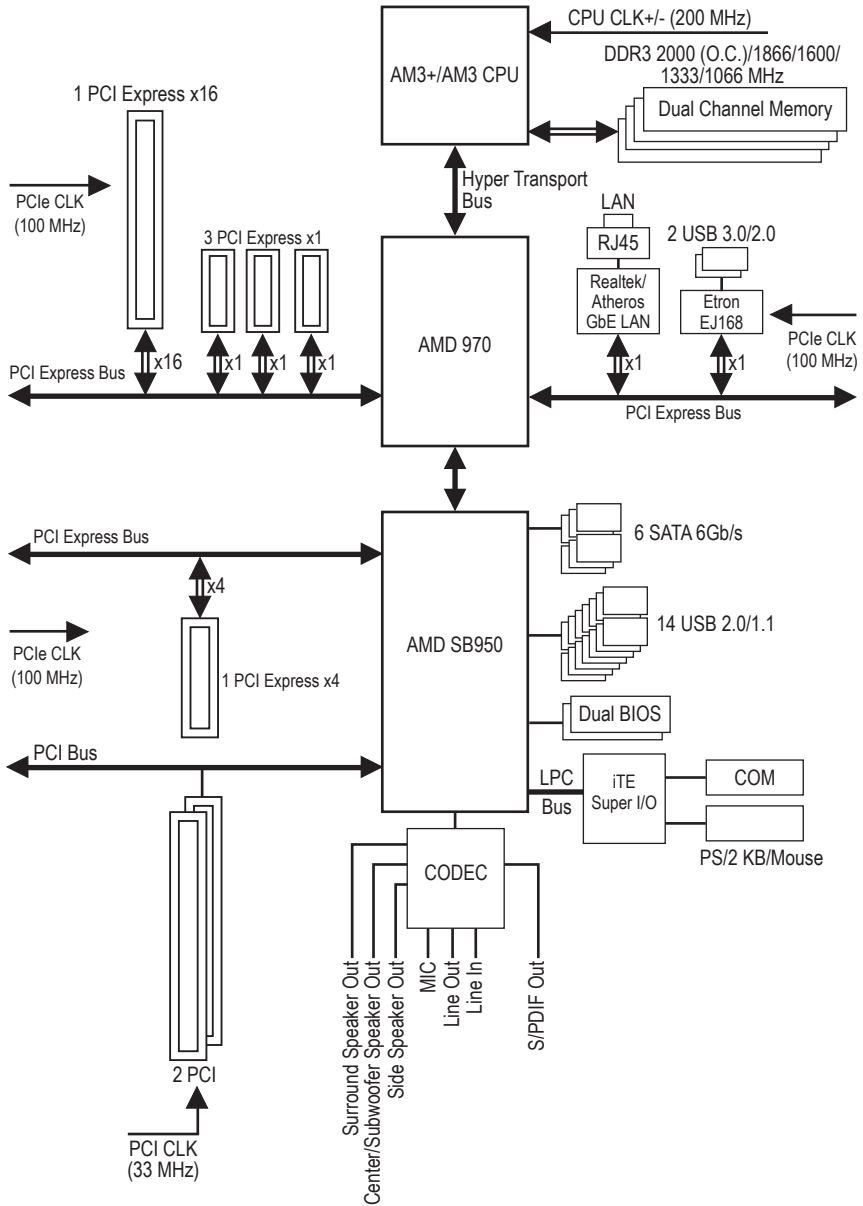 CPU CLK+/- (200 MHz)
AM3+/AM3 CPU
DDR3 2000 (O.C.)/1866/1600/
1333/1066 MHz
Dual Channel Memory
1 PCI Express x16
PCIe CLK
(100 MHz)
Hyper Transport
Bus
3 PCI Express x1
LAN
RJ45
2 USB 3.0/2.0
Realtek/
Atheros
GbE LAN
Etron
EJ168
PCIe CLK
(100 MHz)
AMD 970
x16
x1
x1
x1
x1
x1
PCI Express Bus
PCI Express Bus
PCI Express Bus
6 SATA 6Gb/s
x4
14 USB 2.0/1.1
AMD SB950
PCIe CLK
(100 MHz)
1 PCI Express x4
Dual BIOS
PCI Bus
LPC
Bus
iTE
Super I/O
COM
PS/2 KB/Mouse
CODEC
Surround Speaker Out
Center/Subwoofer Speaker Out
Side Speaker Out
MIC
Line Out
Line In
S/PDIF Out
2 PCI
PCI CLK
(33 MHz)